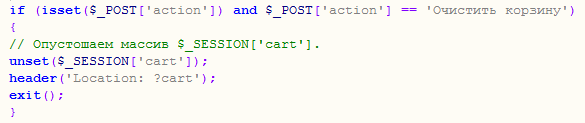 if (isset($_POST['action']) and $_POST['action'] == 'Очистить корзину')
{
// Опустошаем массив $_SESSION['cart'].
unset($_SESSION['cart']);
header('Location: ?cart');
exit();
}